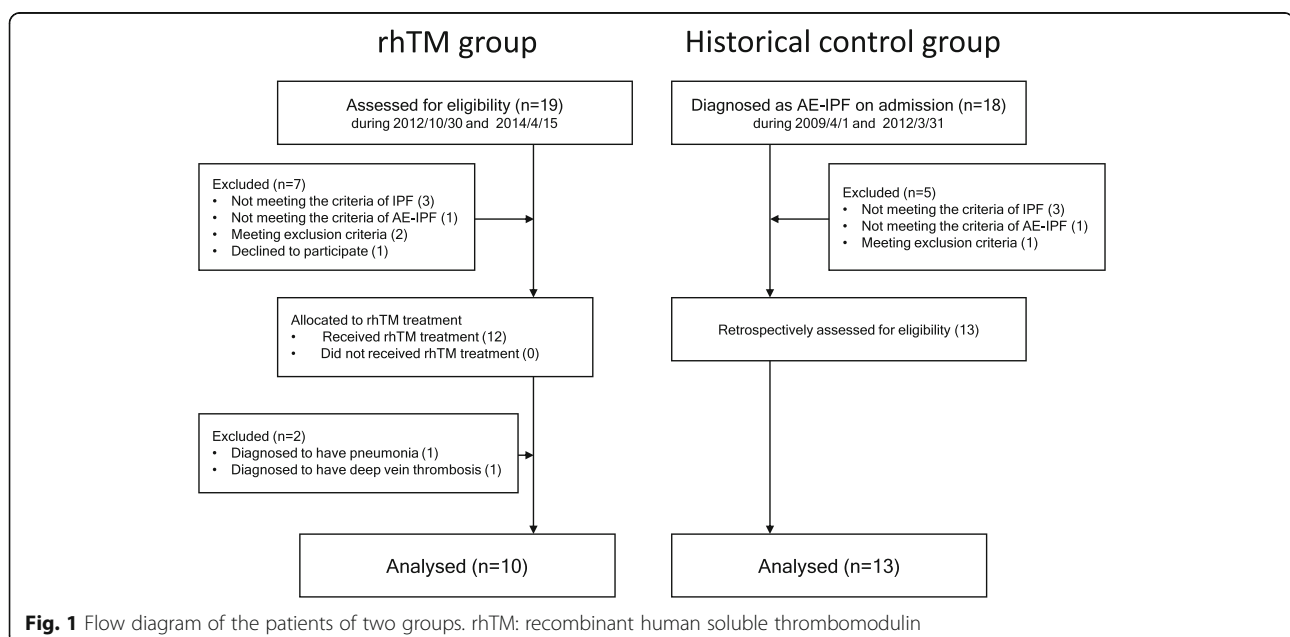 rhTM group
Historical control group
Assessed for eligibility (n=19)
during 2012/10/30 and 2014/4/15
Diagnosed as AE-IPF on admission (n=18)
during 2009/4/1 and 2012/3/31
Excluded (n=7)
• Not meeting the criteria of IPF (3)
• Not meeting the criteria of AE-IPF (1)
• Meeting exclusion criteria (2)
• Declined to participate (1)
Excluded (n=5)
• Not meeting the criteria of IPF (3)
• Not meeting the criteria of AE-IPF (1)
• Meeting exclusion criteria (1)
Allocated to rhTM treatment
• Received rhTM treatment (12)
• Did not received rhTM treatment (0)
Retrospectively assessed for eligibility (13)
Excluded (n=2)
• Diagnosed to have pneumonia (1)
• Diagnosed to have deep vein thrombosis (1)
Analysed (n=10)
Analysed (n=13)
Fig. 1 Flow diagram of the patients of two groups. rhTM: recombinant human soluble thrombomodulin